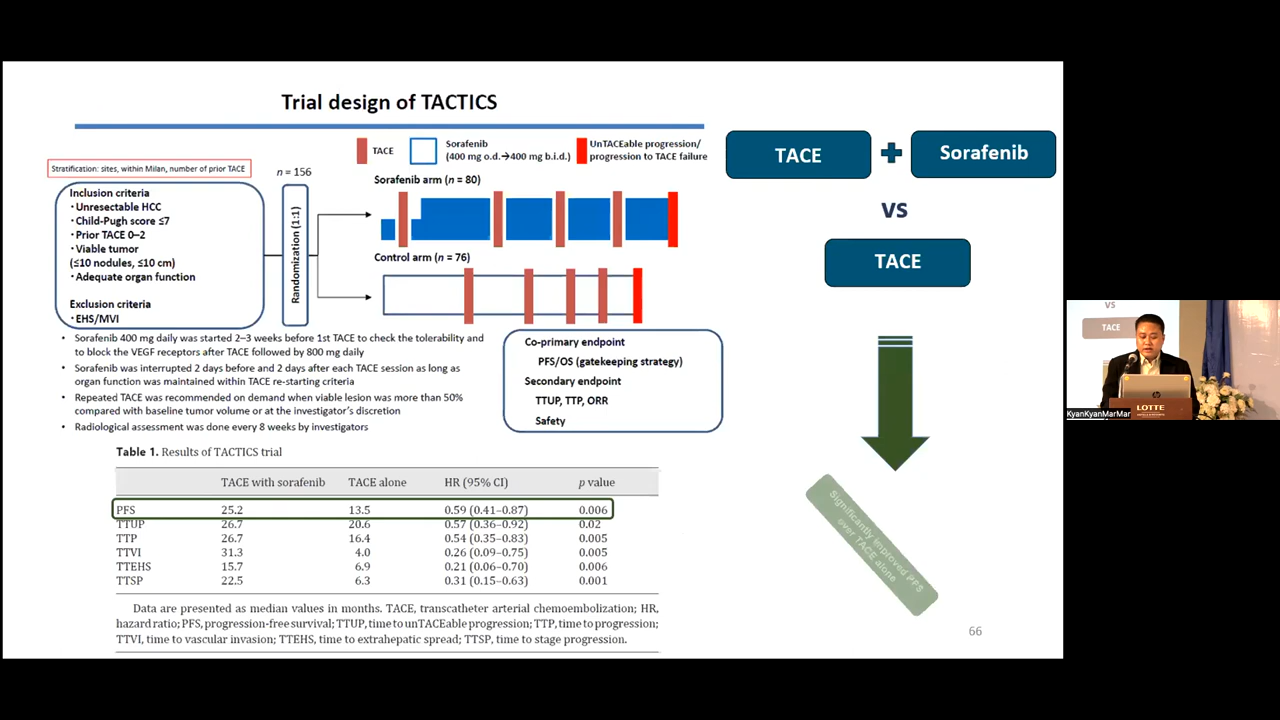 Trial design of TACTICS
TACE
Sorafenib
(400 mg o.d.→400 mg b.i.d.)
UnTACEable progression/
progression to TACE failure
Stratification: sites, within Milan, number of prior TACE
n = 156
Inclusion criteria
・Unresectable HCC
・Child-Pugh score ≤7
・Prior TACE 0–2
・Viable tumor
(≤10 nodules, ≤10 cm)
・Adequate organ function
Exclusion criteria
・EHS/MVI
Randomization (1:1)
Sorafenib arm (n = 80)
Control arm (n = 76)
• Sorafenib 400 mg daily was started 2–3 weeks before 1st TACE to check the tolerability and
to block the VEGF receptors after TACE followed by 800 mg daily
• Sorafenib was interrupted 2 days before and 2 days after each TACE session as long as
organ function was maintained within TACE re-starting criteria
• Repeated TACE was recommended on demand when viable lesion was more than 50%
compared with baseline tumor volume or at the investigator's discretion
• Radiological assessment was done every 8 weeks by investigators
Co-primary endpoint
PFS/OS (gatekeeping strategy)
Secondary endpoint
TTUP, TTP, ORR
Safety
Table 1. Results of TACTICS trial
TACE with sorafenib TACE alone HR (95% CI) p value
PFS 25.2 13.5 0.59 (0.41–0.87) 0.006
TTUP 26.7 20.6 0.57 (0.36–0.92) 0.02
TTP 26.7 16.4 0.54 (0.35–0.83) 0.005
TTVI 31.3 4.0 0.26 (0.09–0.75) 0.005
TTEHS 15.7 6.9 0.21 (0.06–0.70) 0.006
TTSP 22.5 6.3 0.31 (0.15–0.63) 0.001
Data are presented as median values in months. TACE, transcatheter arterial chemoembolization; HR,
hazard ratio; PFS, progression-free survival; TTUP, time to unTACEable progression; TTP, time to progression;
TTVI, time to vascular invasion; TTEHS, time to extrahepatic spread; TTSP, time to stage progression.
TACE + Sorafenib
VS
TACE
Significantly improved PFS
over TACE alone
66
VS
TACE
hp
LOTTE
KyanKyanMarMar